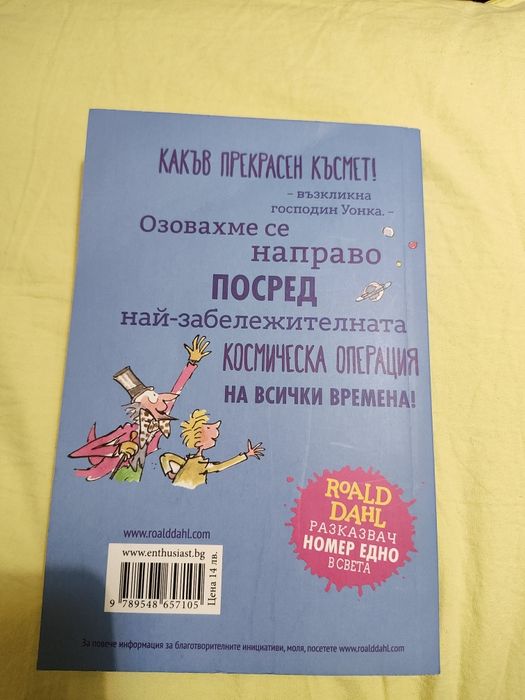 КАКЪВ ПРЕКРАСЕН КЪСМЕТ!
– възкликна
господин Уонка. –
Озовахме се
направо
ПОСРЕД
най-забележителната
КОСМИЧЕСКА ОПЕРАЦИЯ
НА ВСИЧКИ ВРЕМЕНА!
ROALD
DAHL
РАЗКАЗВАЧ
НОМЕР ЕДНО
В СВЕТА
www.roalddahl.com
www.enthusiast.bg
9 789548 657105
Цена 14 лв.
За повече информация за благотворителните инициативи, моля, посетете www.roalddahl.com